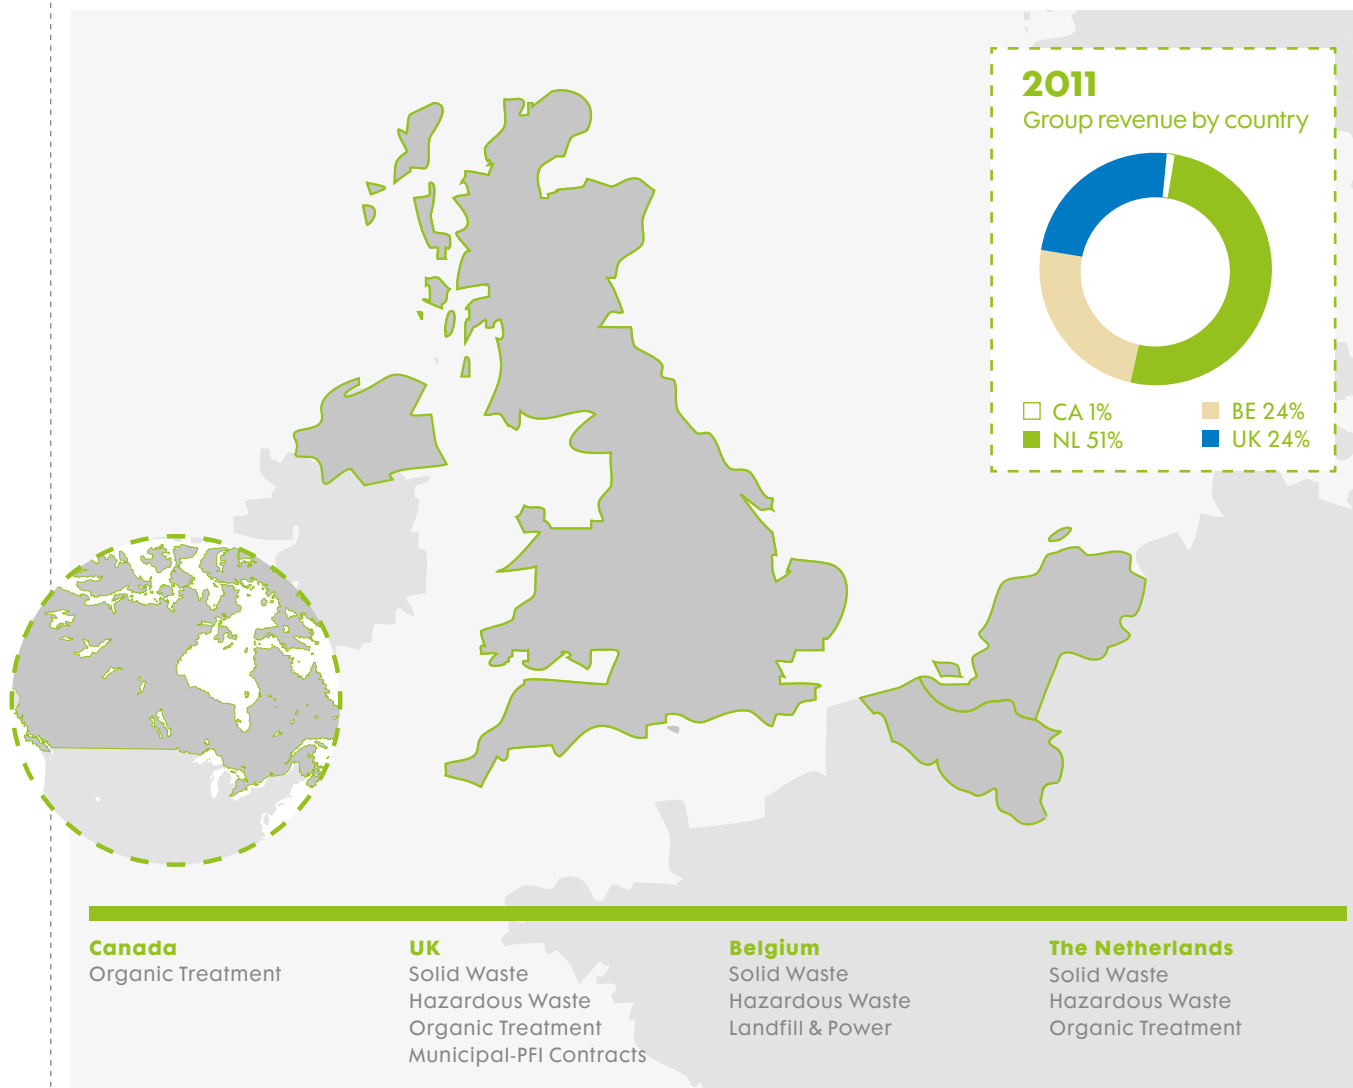 2011
Group revenue by country
CA 1%
BE 24%
NL 51%
UK 24%
Canada
Organic Treatment
UK
Solid Waste
Hazardous Waste
Organic Treatment
Municipal-PFI Contracts
Belgium
Solid Waste
Hazardous Waste
Landfill & Power
The Netherlands
Solid Waste
Hazardous Waste
Organic Treatment